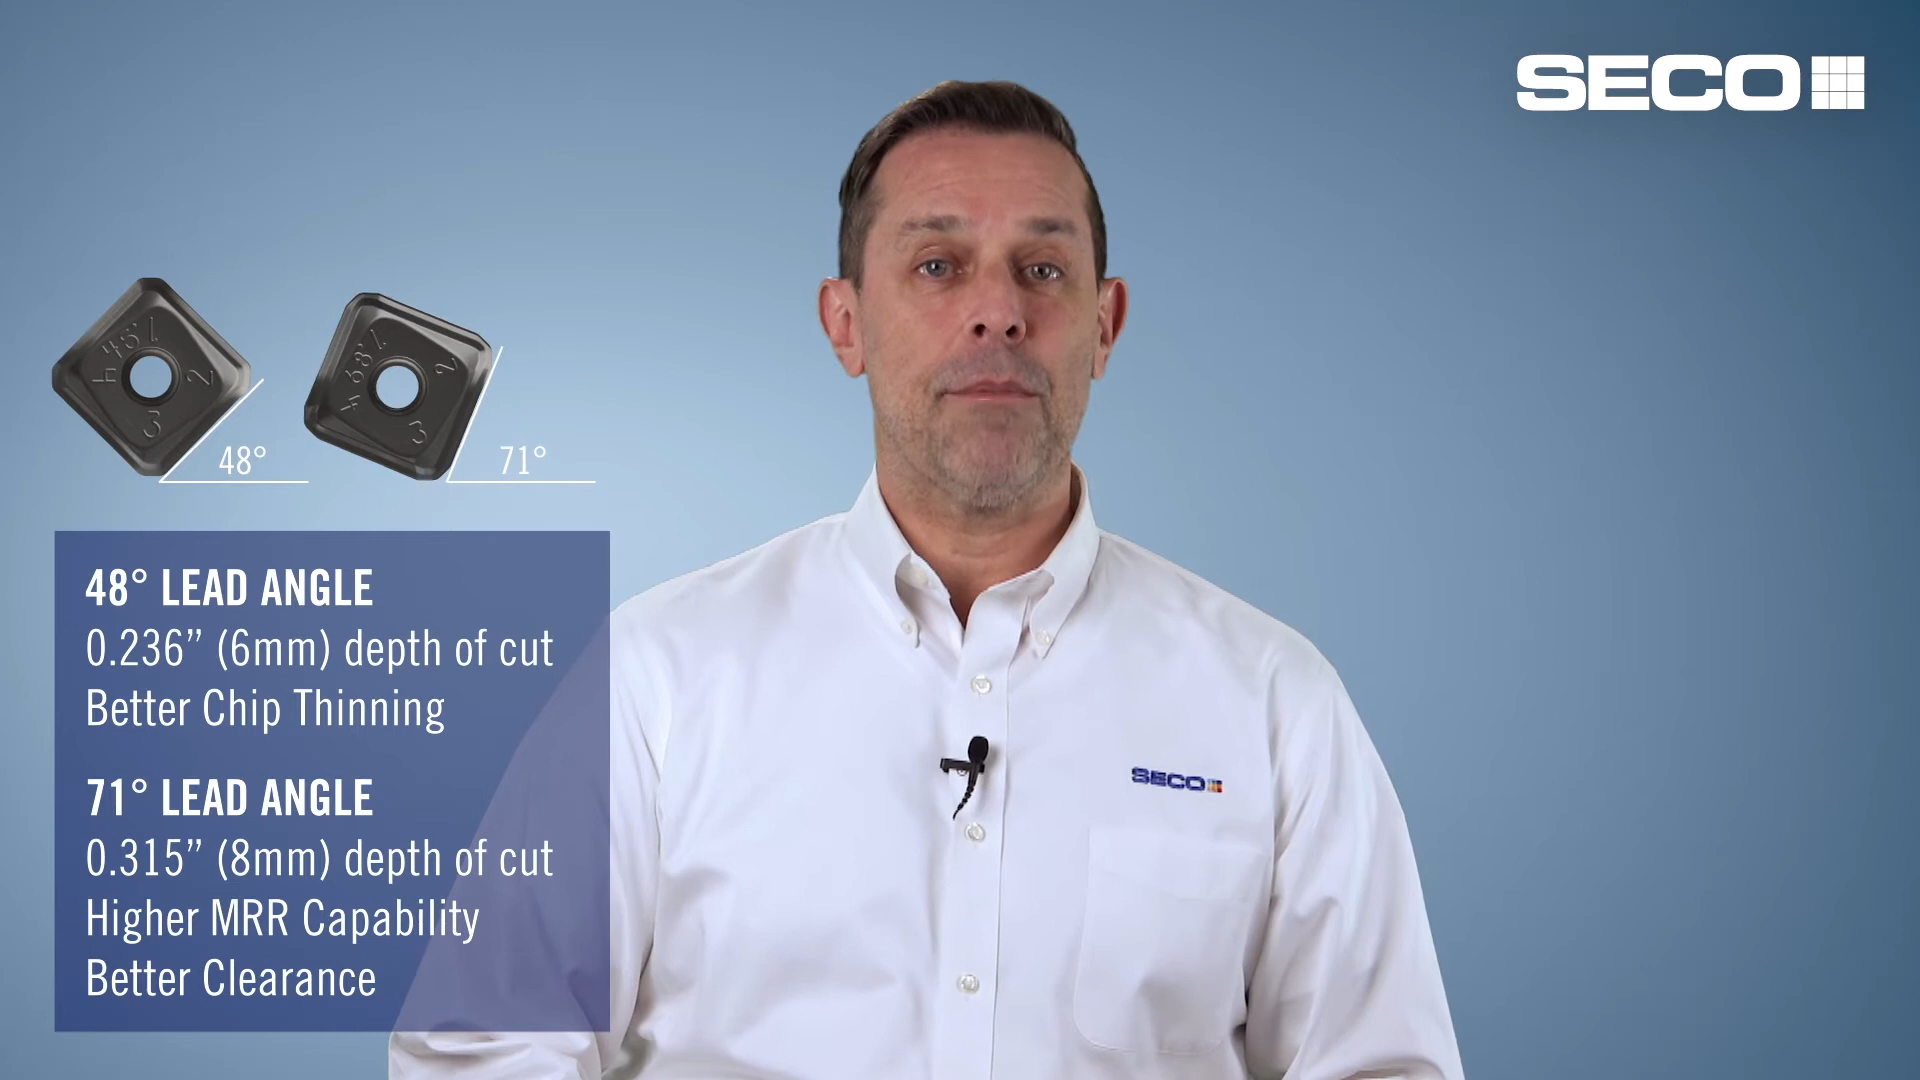 SECO
48°
71°
48° LEAD ANGLE
0.236” (6mm) depth of cut
Better Chip Thinning
71° LEAD ANGLE
0.315” (8mm) depth of cut
Higher MRR Capability
Better Clearance
SECO